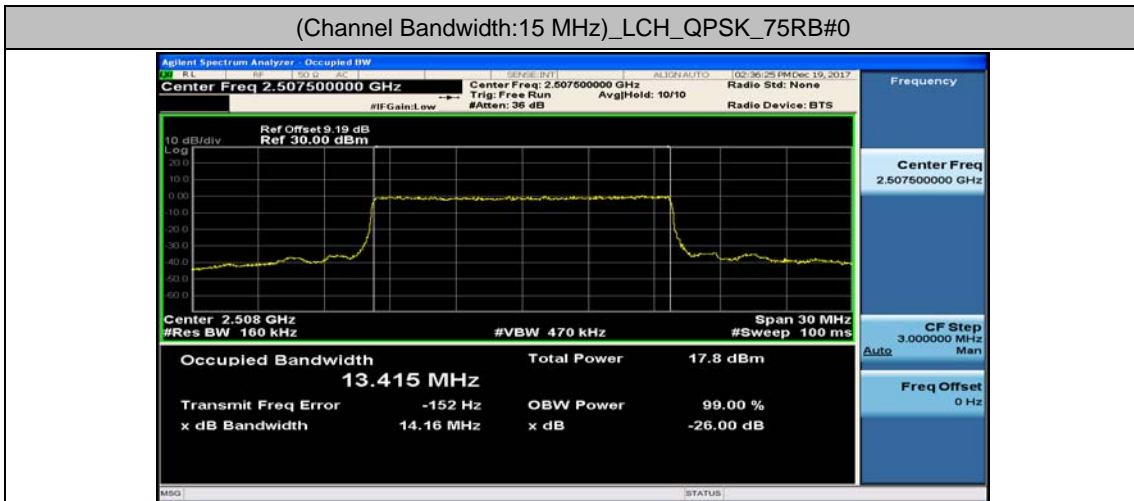 (Channel Bandwidth:15 MHz)_LCH_QPSK_75RB#0
Agilent Spectrum Analyzer - Occupied BW
RL RF 50 Ω AC SENSE:INT ALIGNAUTO 02:36:25 PMDec 19, 2017
Center Freq 2.507500000 GHz
Center Freq: 2.507500000 GHz
Radio Std: None
Trig: Free Run Avg|Hold: 10/10
#IFGain:Low
#Atten: 36 dB
Radio Device: BTS
Ref Offset 9.19 dB
10 dB/div Ref 30.00 dBm
Log
20.0
10.0
0.00
-10.0
-20.0
-30.0
-40.0
-50.0
-60.0
Center 2.508 GHz Span 30 MHz
#Res BW 160 kHz #VBW 470 kHz #Sweep 100 ms
Occupied Bandwidth Total Power 17.8 dBm
13.415 MHz
Transmit Freq Error -152 Hz OBW Power 99.00 %
x dB Bandwidth 14.16 MHz x dB -26.00 dB
MSG STATUS
Frequency
Center Freq
2.507500000 GHz
CF Step
3.000000 MHz
Auto Man
Freq Offset
0 Hz